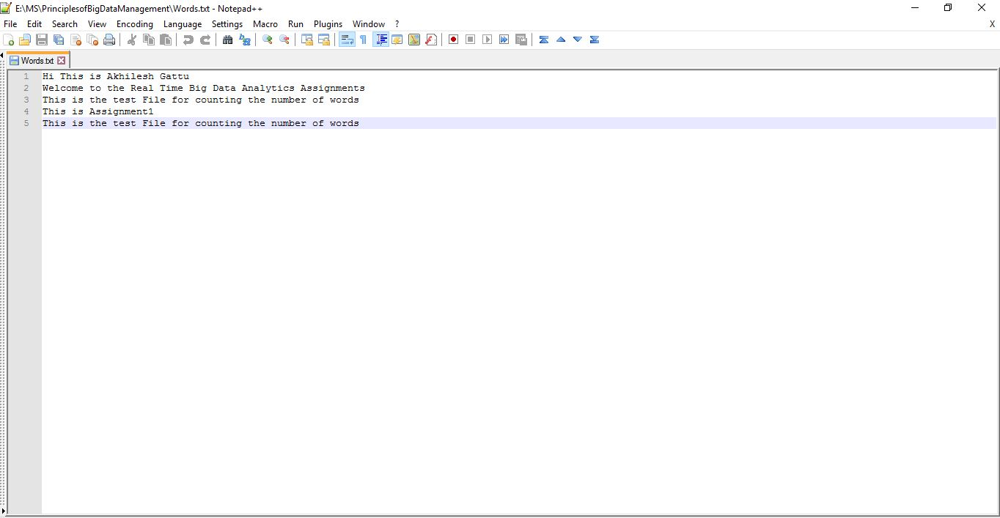 E:\MS\PrinciplesofBigDataManagement\Words.txt - Notepad++
File Edit Search View Encoding Language Settings Macro Run Plugins Window ? X
Words.txt
1 Hi This is Akhilesh Gattu
2 Welcome to the Real Time Big Data Analytics Assignments
3 This is the test File for counting the number of words
4 This is Assignment1
5 This is the test File for counting the number of words